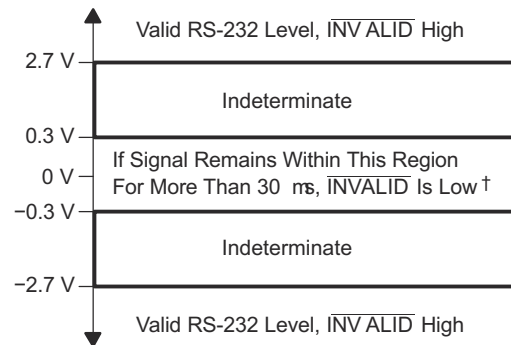 Valid RS-232 Level, INV ALID High
2.7 V
Indeterminate
0.3 V
If Signal Remains Within This Region
0 V
For More Than 30 ms, INVALID Is Low †
−0.3 V
Indeterminate
−2.7 V
Valid RS-232 Level, INV ALID High